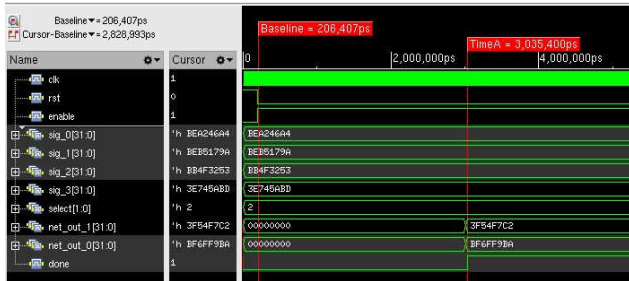 Baseline ▾ = 206,407ps
Cursor-Baseline ▾ = 2,828,993ps
Baseline = 206,407ps
TimeA = 3,035,400ps
Name Cursor 0 2,000,000ps 4,000,000ps
clk 1
rst 0
enable 1
sig_0[31:0] 'h BEA246A4 BEA246A4
sig_1[31:0] 'h BEB5179A BEB5179A
sig_2[31:0] 'h BB4F3253 BB4F3253
sig_3[31:0] 'h 3E745ABD 3E745ABD
select[1:0] 'h 2 2
net_out_1[31:0] 'h 3F54F7C2 00000000 3F54F7C2
net_out_0[31:0] 'h BF6FF9BA 00000000 BF6FF9BA
done 1